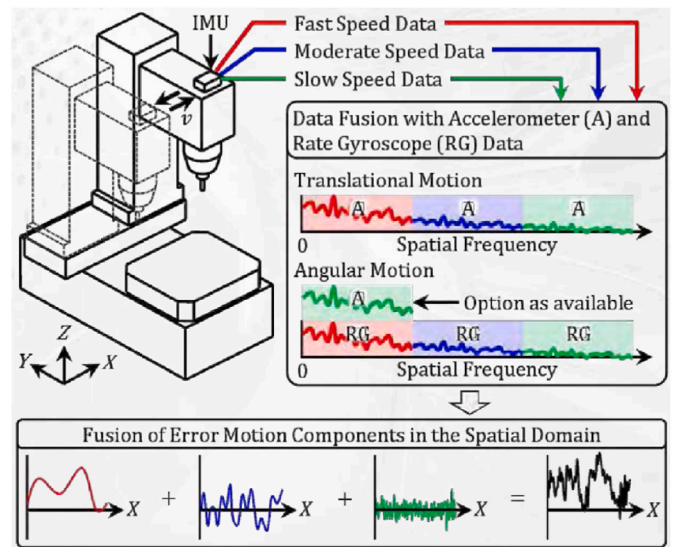 IMU
Fast Speed Data
Moderate Speed Data
Slow Speed Data
v
Data Fusion with Accelerometer (A) and
Rate Gyroscope (RG) Data
Translational Motion
A A A
0 Spatial Frequency
Angular Motion
A Option as available
RG RG RG
0 Spatial Frequency
Z
Y X
Fusion of Error Motion Components in the Spatial Domain
X + X + X = X